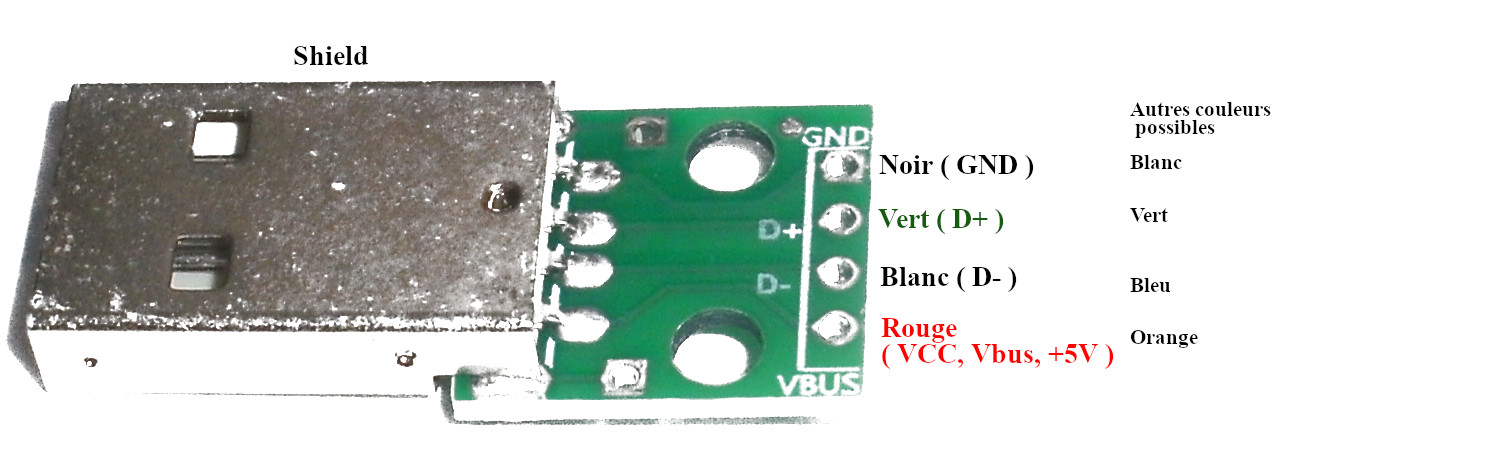 Shield
Autres couleurs
possibles
GND
Noir ( GND )
Blanc
D+
Vert ( D+ )
Vert
D-
Blanc ( D- )
Bleu
Rouge
( VCC, Vbus, +5V )
Orange
VBUS